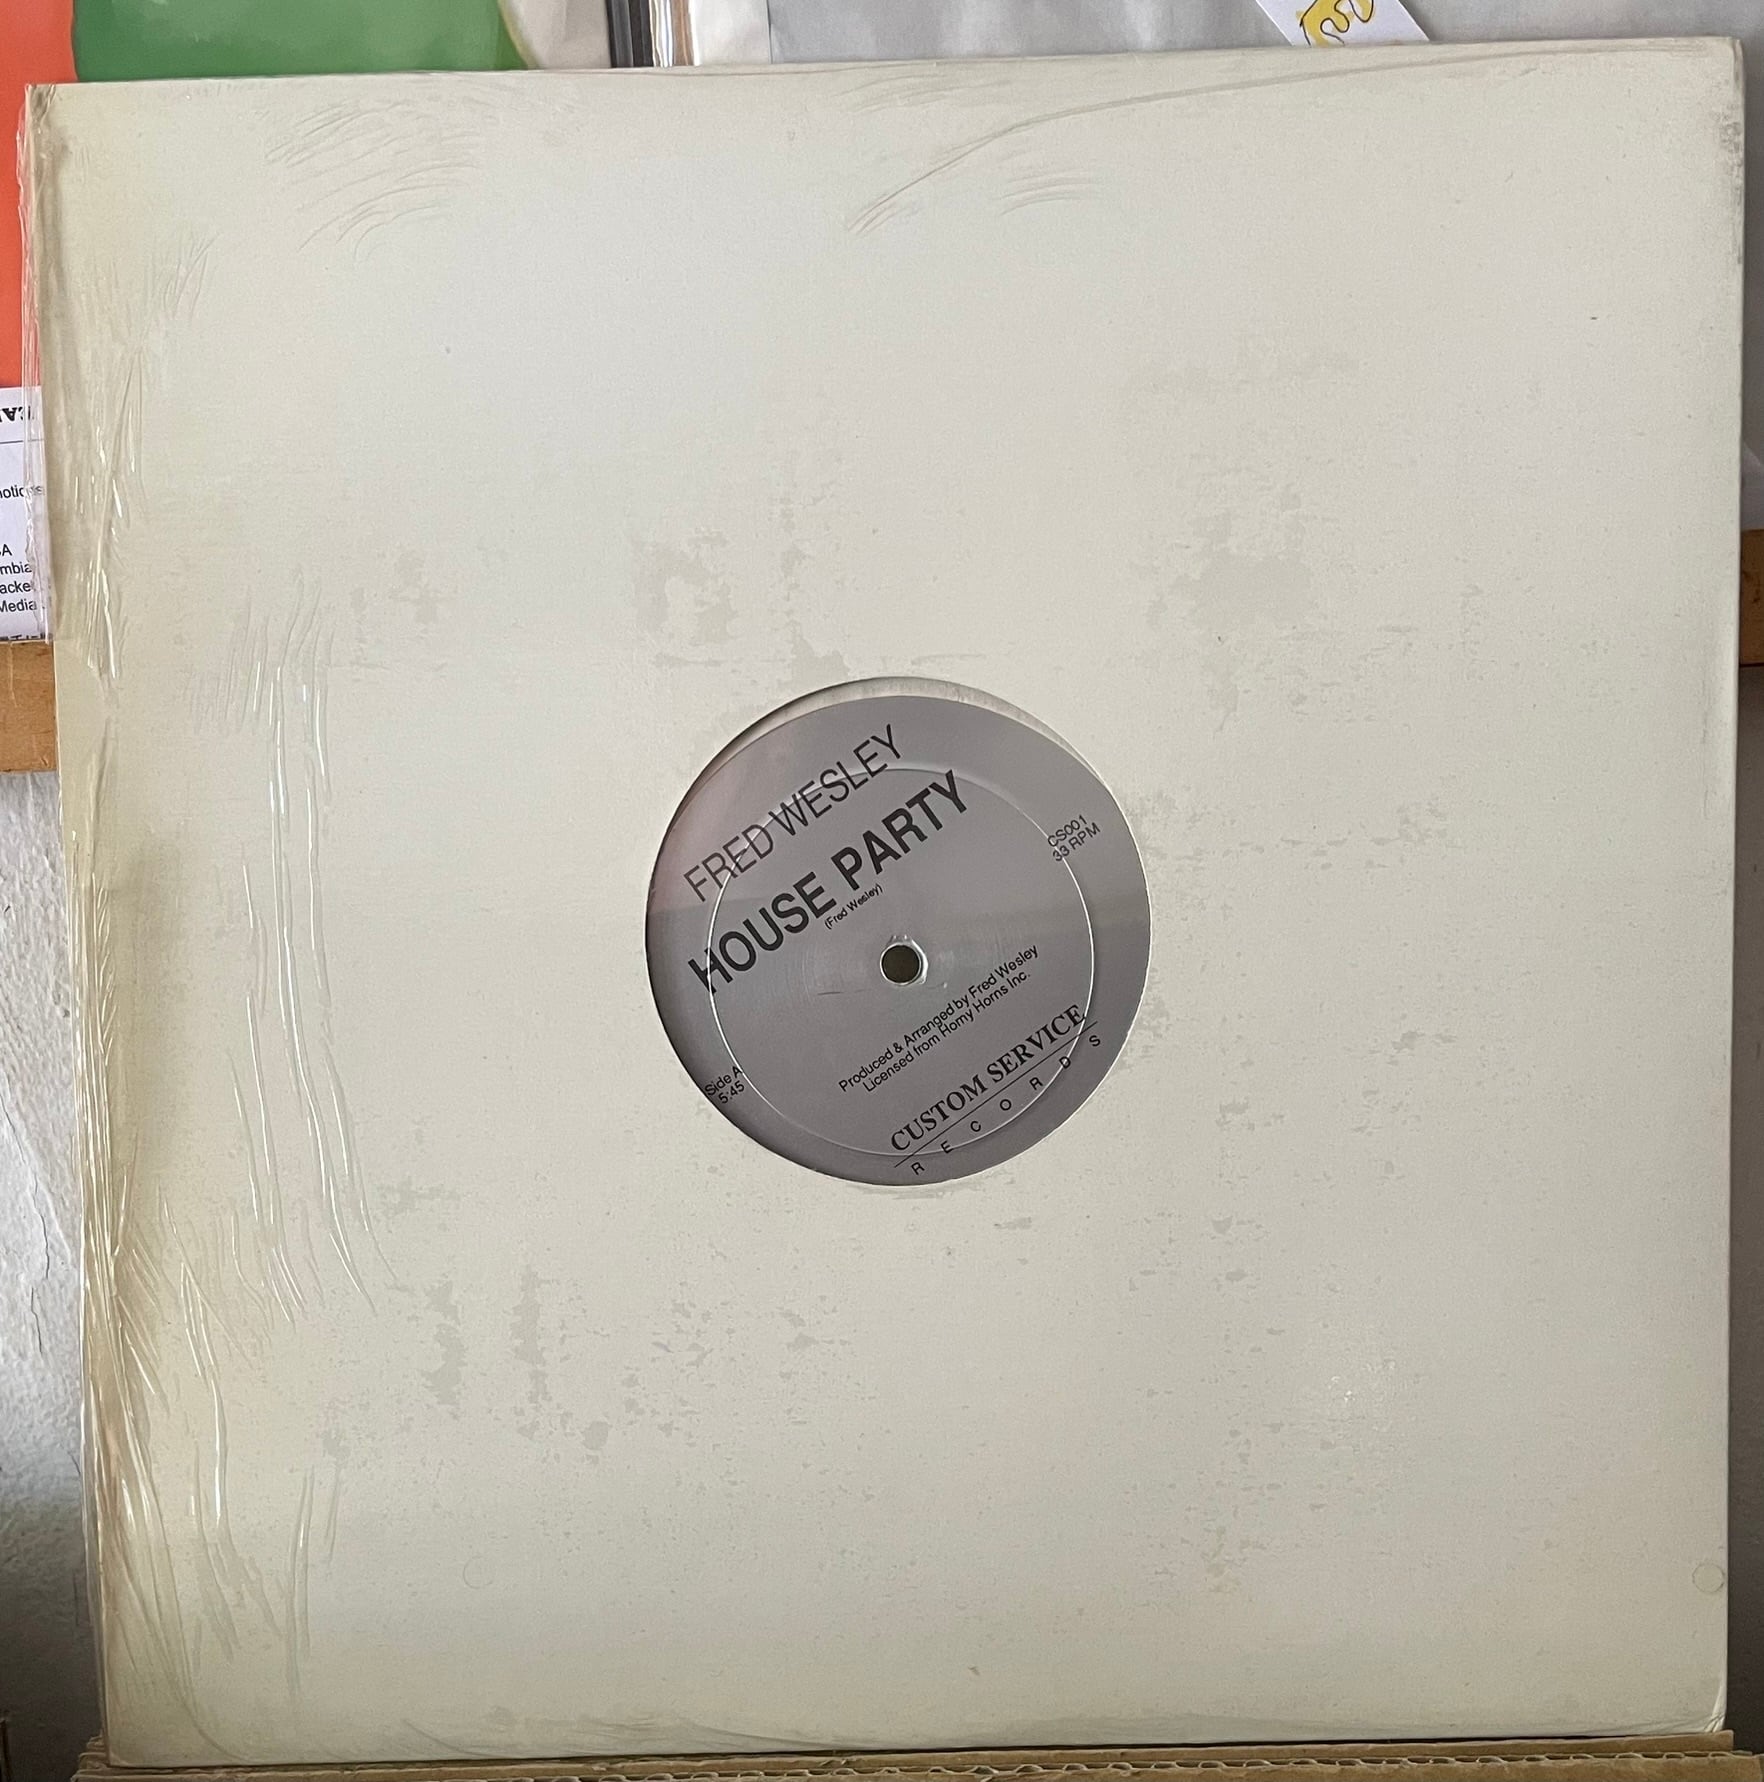 FRED WESLEY
HOUSE PARTY
(Fred Wesley)
CS001
33 RPM
Side A
5:45
Produced & Arranged by Fred Wesley
Licensed from Horny Horns Inc.
CUSTOM SERVICE
RECORDS